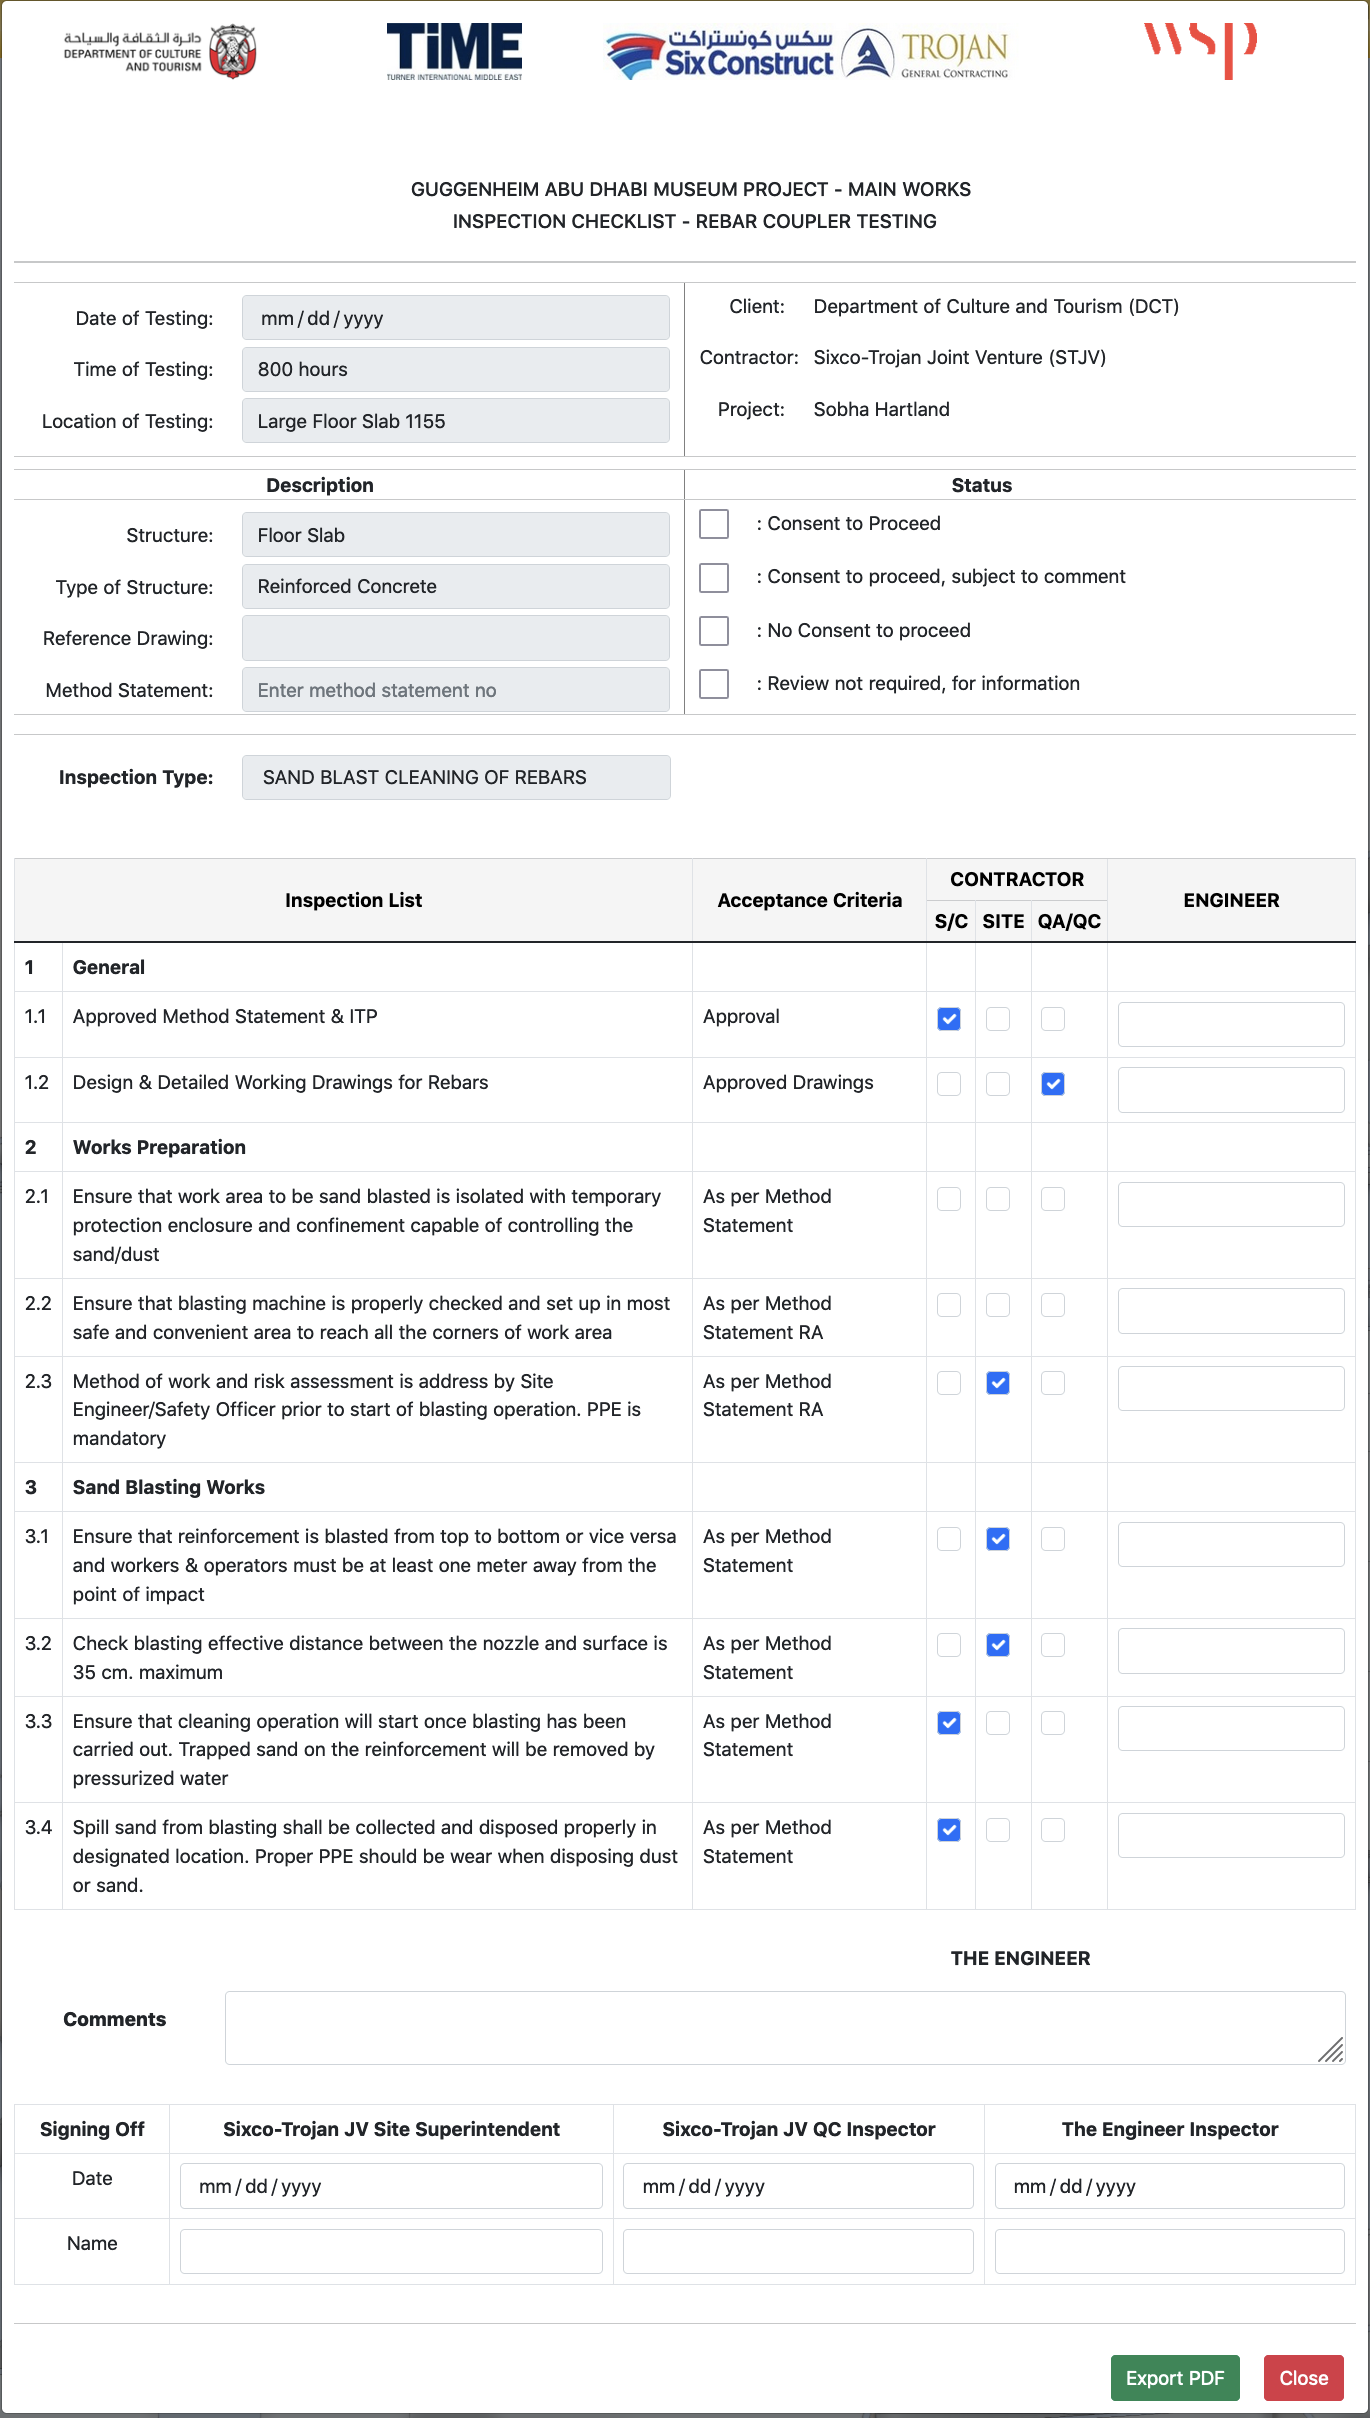 دائرة الثقافة والسياحة
DEPARTMENT OF CULTURE
AND TOURISM
TiME
TURNER INTERNATIONAL MIDDLE EAST
سكس كونستراكت
SixConstruct
TROJAN
GENERAL CONTRACTING
wsp
GUGGENHEIM ABU DHABI MUSEUM PROJECT - MAIN WORKS
INSPECTION CHECKLIST - REBAR COUPLER TESTING
Date of Testing: mm/dd/yyyy
Time of Testing: 800 hours
Location of Testing: Large Floor Slab 1155
Client: Department of Culture and Tourism (DCT)
Contractor: Sixco-Trojan Joint Venture (STJV)
Project: Sobha Hartland
Description
Structure: Floor Slab
Type of Structure: Reinforced Concrete
Reference Drawing:
Method Statement: Enter method statement no
Status
: Consent to Proceed
: Consent to proceed, subject to comment
: No Consent to proceed
: Review not required, for information
Inspection Type: SAND BLAST CLEANING OF REBARS
Inspection List Acceptance Criteria CONTRACTOR ENGINEER
S/C SITE QA/QC
1 General
1.1 Approved Method Statement & ITP Approval
1.2 Design & Detailed Working Drawings for Rebars Approved Drawings
2 Works Preparation
2.1 Ensure that work area to be sand blasted is isolated with temporary As per Method
protection enclosure and confinement capable of controlling the Statement
sand/dust
2.2 Ensure that blasting machine is properly checked and set up in most As per Method
safe and convenient area to reach all the corners of work area Statement RA
2.3 Method of work and risk assessment is address by Site As per Method
Engineer/Safety Officer prior to start of blasting operation. PPE is Statement RA
mandatory
3 Sand Blasting Works
3.1 Ensure that reinforcement is blasted from top to bottom or vice versa As per Method
and workers & operators must be at least one meter away from the Statement
point of impact
3.2 Check blasting effective distance between the nozzle and surface is As per Method
35 cm. maximum Statement
3.3 Ensure that cleaning operation will start once blasting has been As per Method
carried out. Trapped sand on the reinforcement will be removed by Statement
pressurized water
3.4 Spill sand from blasting shall be collected and disposed properly in As per Method
designated location. Proper PPE should be wear when disposing dust Statement
or sand.
THE ENGINEER
Comments
Signing Off Sixco-Trojan JV Site Superintendent Sixco-Trojan JV QC Inspector The Engineer Inspector
Date mm/dd/yyyy mm/dd/yyyy mm/dd/yyyy
Name
Export PDF Close